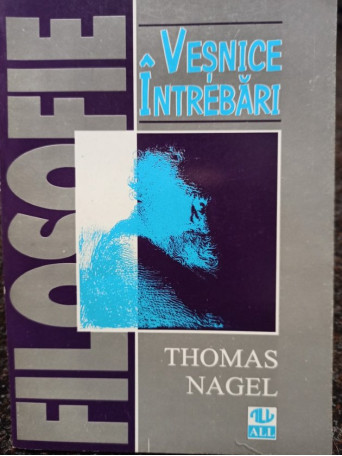 FILOSOFIE
VEȘNICE
ÎNTREBĂRI
THOMAS
NAGEL
ALL